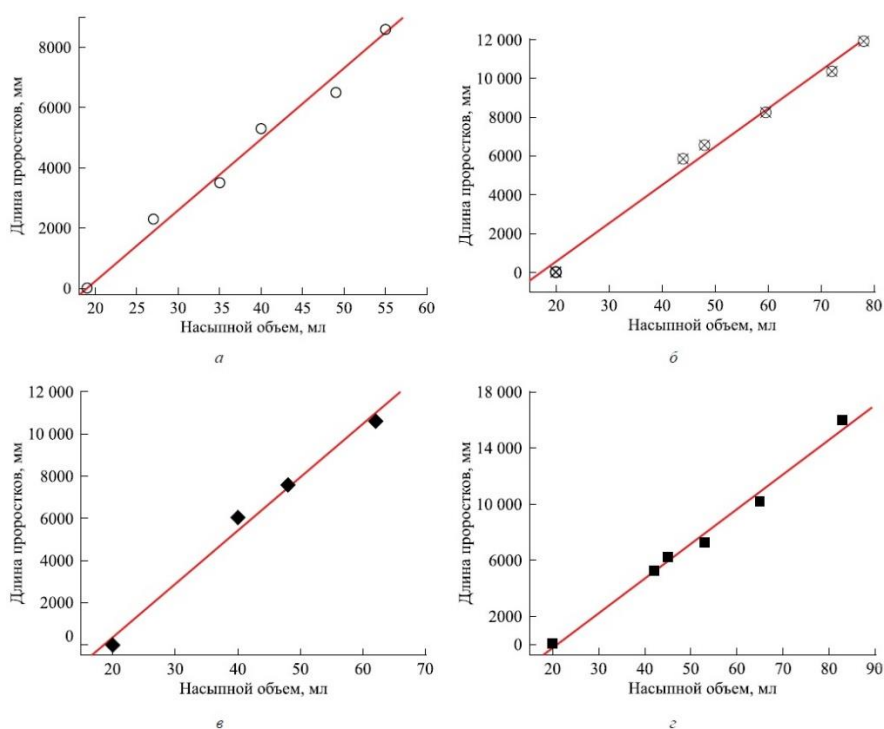 Длина проростков, мм
8000
6000
4000
2000
0
20 25 30 35 40 45 50 55 60
Насыпной объем, мл
а
Длина проростков, мм
12 000
10 000
8000
6000
4000
2000
0
20 30 40 50 60 70 80
Насыпной объем, мл
б
Длина проростков, мм
12 000
10 000
8000
6000
4000
2000
0
20 30 40 50 60 70
Насыпной объем, мл
в
Длина проростков, мм
18 000
14 000
10 000
6000
2000
0
20 30 40 50 60 70 80 90
Насыпной объем, мл
г